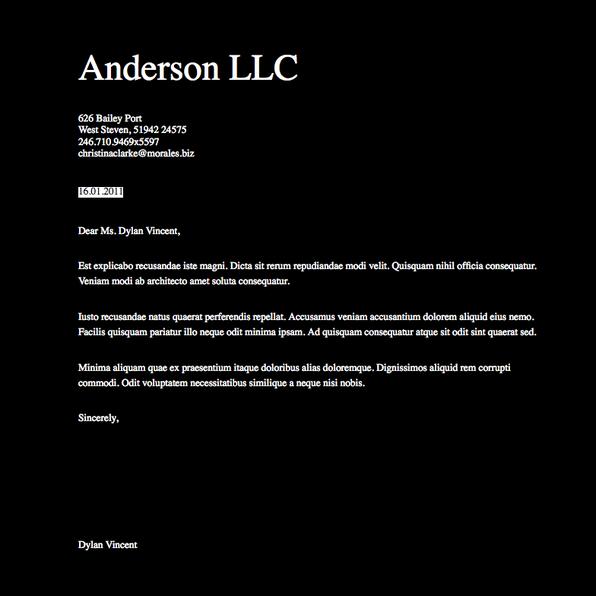 Anderson LLC
626 Bailey Port
West Steven, 51942 24575
246.710.9469x5597
christinaclarke@morales.biz
16.01.2011
Dear Ms. Dylan Vincent,
Est explicabo recusandae iste magni. Dicta sit rerum repudiandae modi velit. Quisquam nihil officia consequatur.
Veniam modi ab architecto amet soluta consequatur.
Iusto recusandae natus quaerat perferendis repellat. Accusamus veniam accusantium dolorem aliquid eius nemo.
Facilis quisquam pariatur illo neque odit minima ipsam. Ad quisquam consequatur atque sit odit sint quaerat sed.
Minima aliquam quae ex praesentium itaque doloribus alias doloremque. Dignissimos aliquid rem corrupti
commodi. Odit voluptatem necessitatibus similique a neque nisi nobis.
Sincerely,
Dylan Vincent